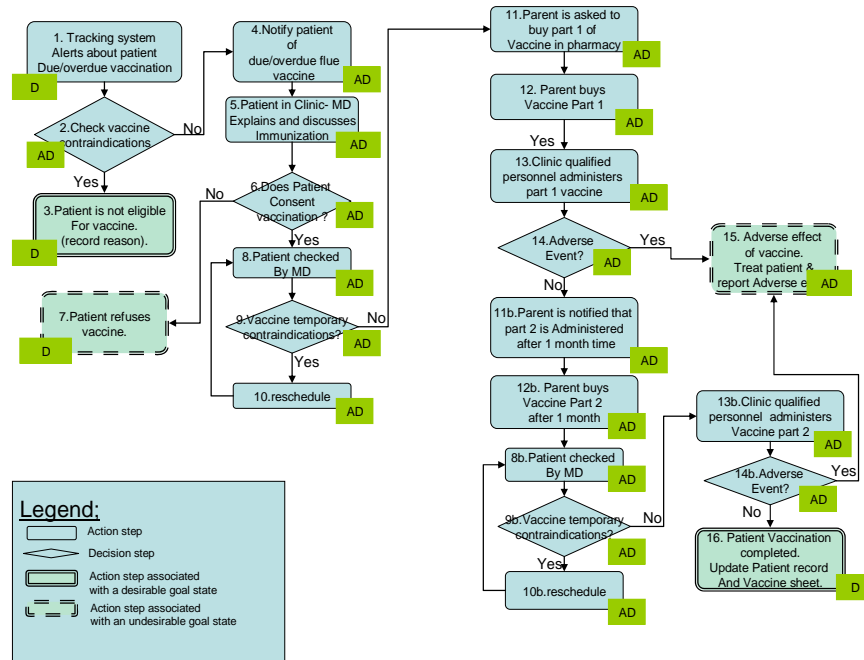 1. Tracking system
Alerts about patient
Due/overdue vaccination
D
2.Check vaccine
contraindications
AD
No
Yes
3.Patient is not eligible
For vaccine.
(record reason).
D
4.Notify patient
of
due/overdue flue
vaccine
AD
5.Patient in Clinic- MD
Explains and discusses
Immunization
AD
6.Does Patient
Consent
vaccination ?
AD
No
Yes
7.Patient refuses
vaccine.
D
8.Patient checked
By MD
AD
9.Vaccine temporary
contraindications?
AD
No
Yes
10.reschedule
AD
11.Parent is asked to
buy part 1 of
Vaccine in pharmacy
AD
12. Parent buys
Vaccine Part 1
AD
Yes
13.Clinic qualified
personnel administers
part 1 vaccine
AD
14.Adverse
Event?
AD
Yes
No
15. Adverse effect
of vaccine.
Treat patient &
report Adverse
AD
11b.Parent is notified that
part 2 is Administered
after 1 month time
AD
12b. Parent buys
Vaccine Part 2
after 1 month
AD
8b.Patient checked
By MD
AD
9b.Vaccine temporary
contraindications?
AD
No
Yes
10b.reschedule
AD
13b.Clinic qualified
personnel administers
Vaccine part 2
AD
14b.Adverse
Event?
AD
Yes
No
16. Patient Vaccination
completed.
Update Patient record
And Vaccine sheet.
D
Legend;
Action step
Decision step
Action step associated
with a desirable goal state
Action step associated
with an undesirable goal state